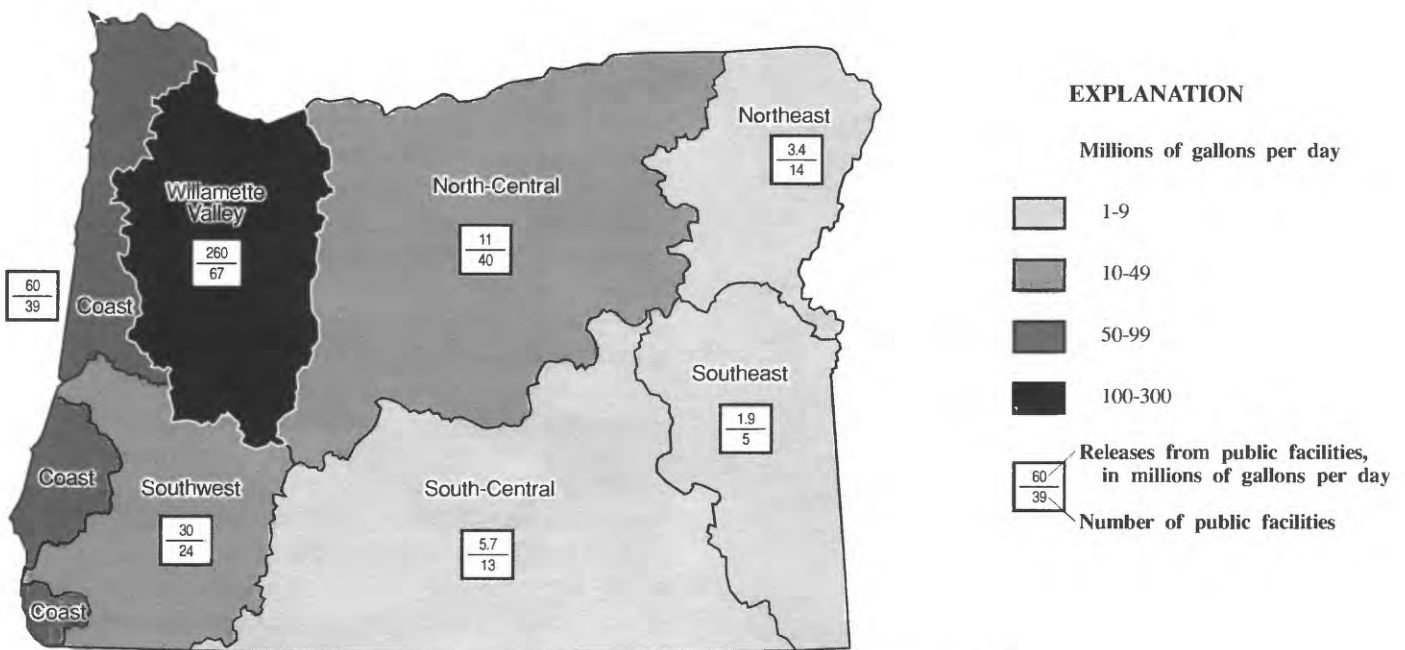 Northeast
3.4
14
North-Central
11
40
Willamette
Valley
260
67
60
39
Coast
Southeast
1.9
5
Coast
Southwest
30
24
South-Central
5.7
13
Coast
EXPLANATION
Millions of gallons per day
1-9
10-49
50-99
100-300
60
39
Releases from public facilities,
in millions of gallons per day
Number of public facilities